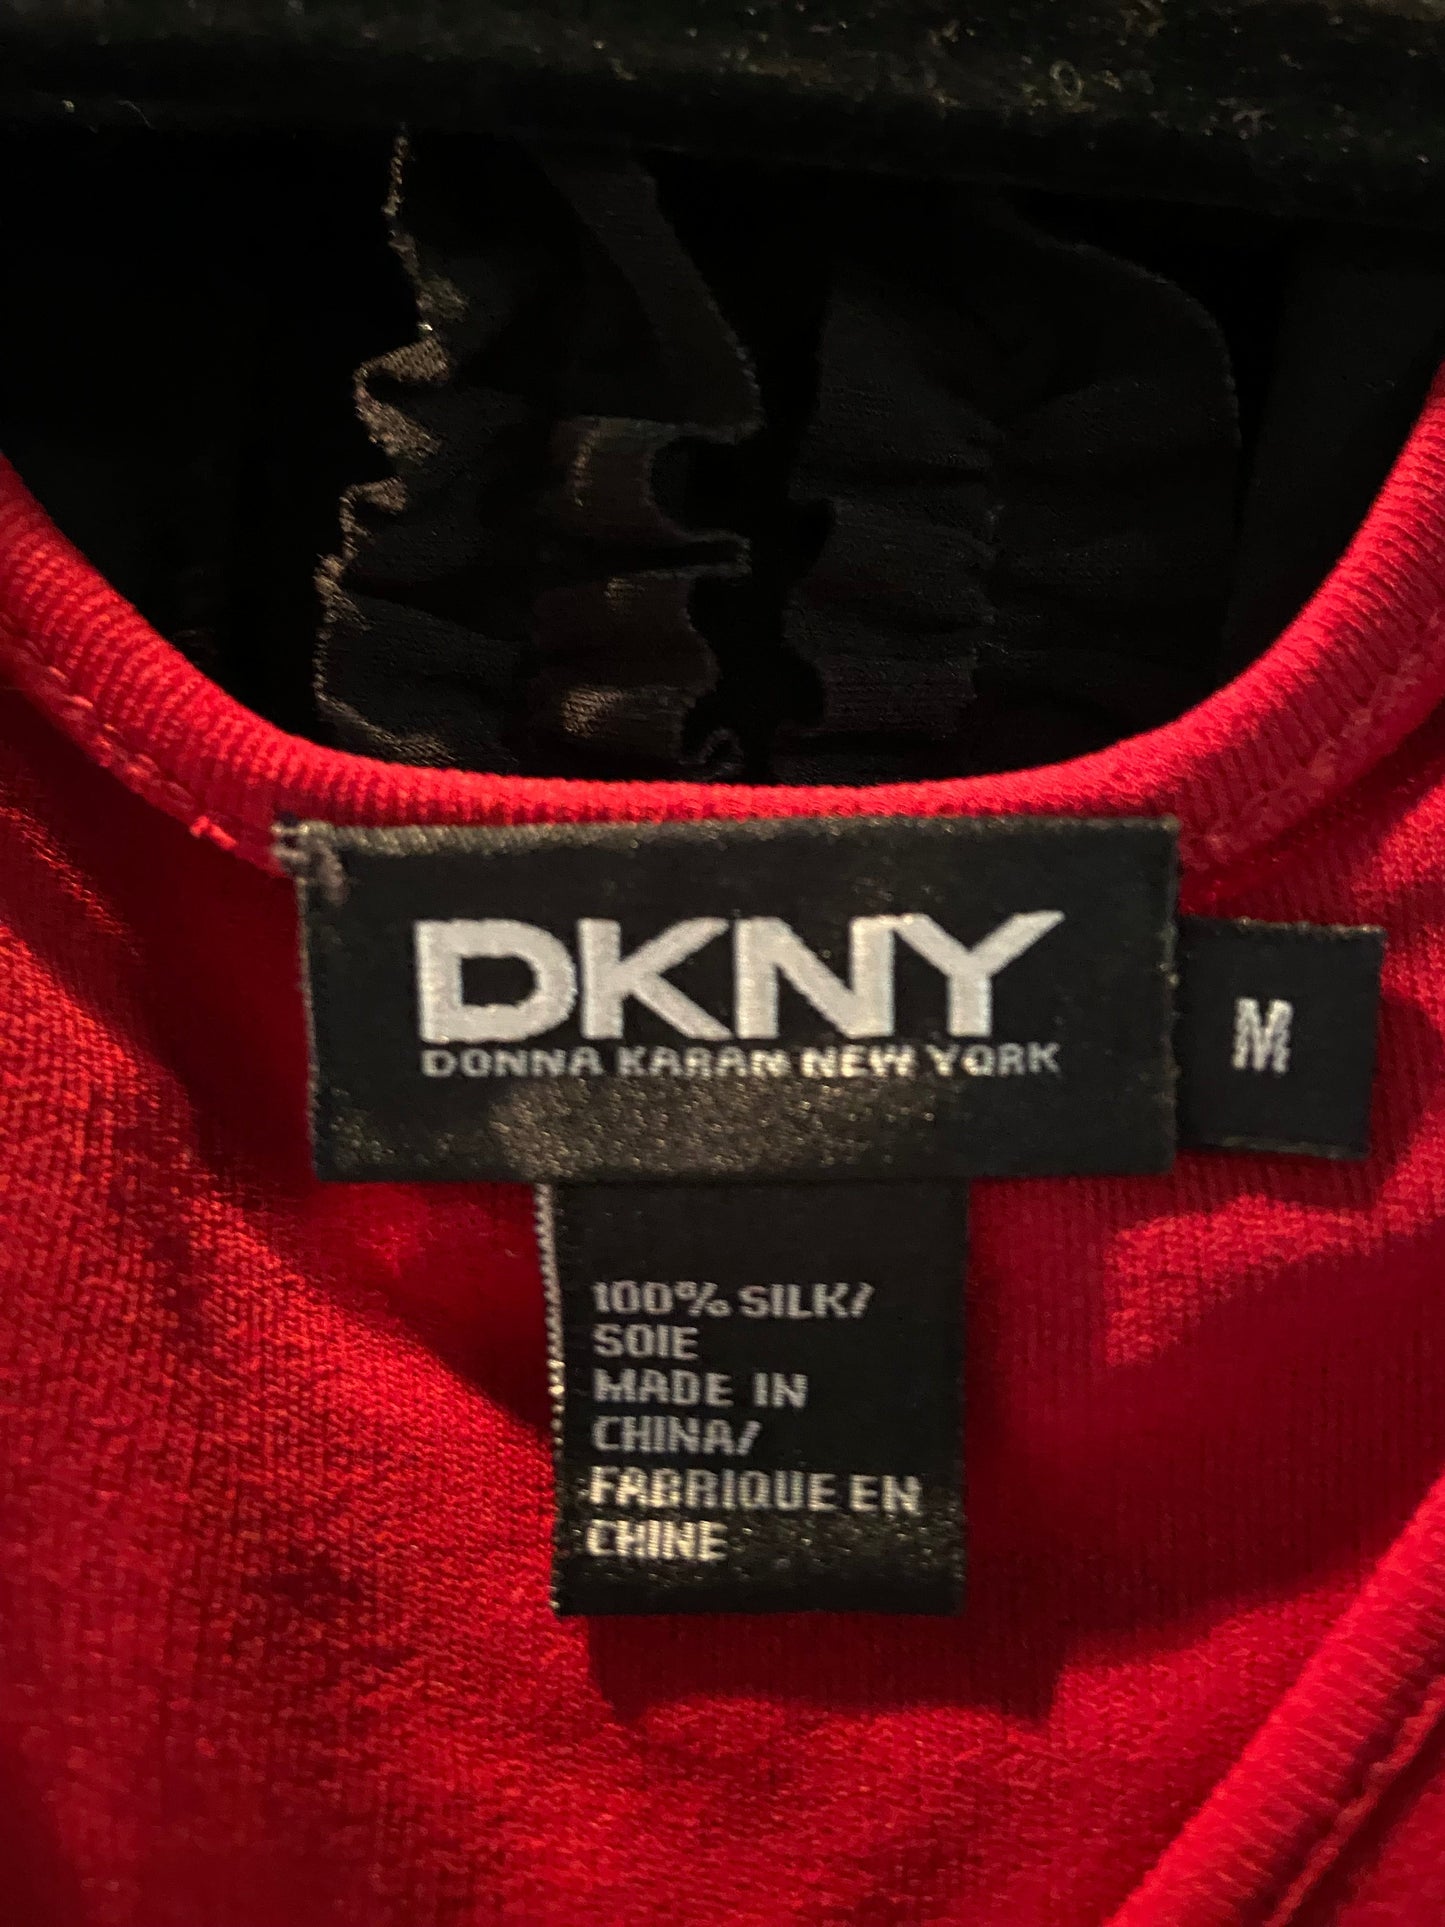 DKNY
DONNA KARAN NEW YORK
M
100% SILK/
SOIE
MADE IN
CHINA/
FABRIQUE EN
CHINE